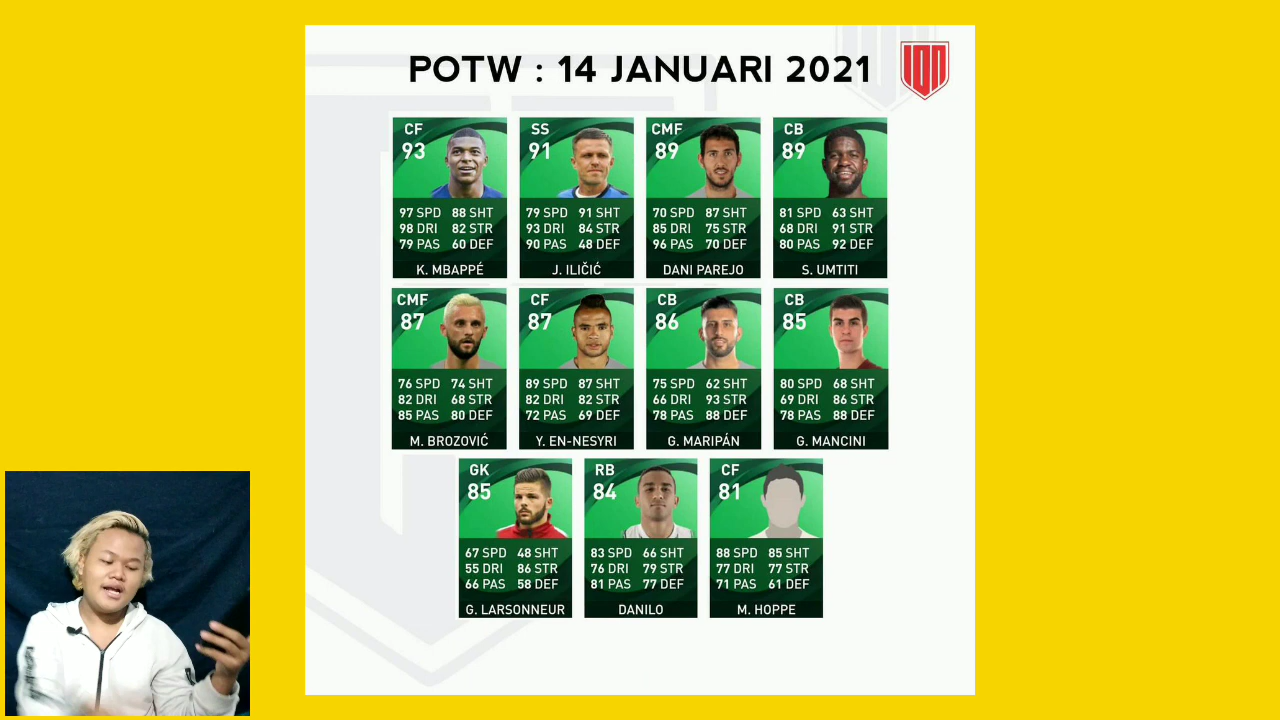 POTW : 14 JANUARI 2021
100
CF
93
97 SPD 88 SHT
98 DRI 82 STR
79 PAS 60 DEF
K. MBAPPÉ
SS
91
79 SPD 91 SHT
93 DRI 84 STR
90 PAS 48 DEF
J. ILIČIĆ
CMF
89
70 SPD 87 SHT
85 DRI 75 STR
96 PAS 70 DEF
DANI PAREJO
CB
89
81 SPD 63 SHT
68 DRI 91 STR
80 PAS 92 DEF
S. UMTITI
CMF
87
76 SPD 74 SHT
82 DRI 68 STR
85 PAS 80 DEF
M. BROZOVIĆ
CF
87
89 SPD 87 SHT
82 DRI 82 STR
72 PAS 69 DEF
Y. EN-NESYRI
CB
86
75 SPD 62 SHT
66 DRI 93 STR
78 PAS 88 DEF
G. MARIPÁN
CB
85
80 SPD 68 SHT
69 DRI 86 STR
78 PAS 88 DEF
G. MANCINI
GK
85
67 SPD 48 SHT
55 DRI 86 STR
66 PAS 58 DEF
G. LARSONNEUR
RB
84
83 SPD 66 SHT
76 DRI 79 STR
81 PAS 77 DEF
DANILO
CF
81
88 SPD 85 SHT
77 DRI 77 STR
71 PAS 61 DEF
M. HOPPE